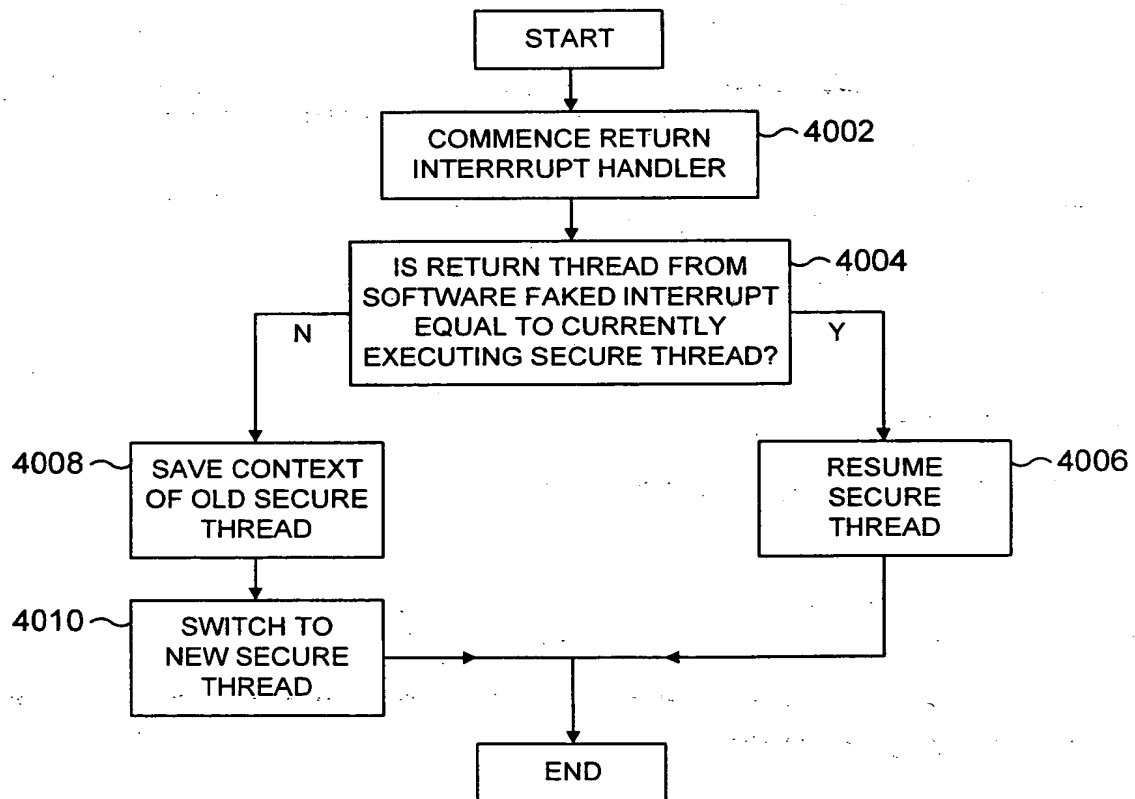 START
COMMENCE RETURN
INTERRRUPT HANDLER
4002
IS RETURN THREAD FROM
SOFTWARE FAKED INTERRUPT
EQUAL TO CURRENTLY
EXECUTING SECURE THREAD?
4004
N
Y
4008
SAVE CONTEXT
OF OLD SECURE
THREAD
RESUME
SECURE
THREAD
4006
4010
SWITCH TO
NEW SECURE
THREAD
END